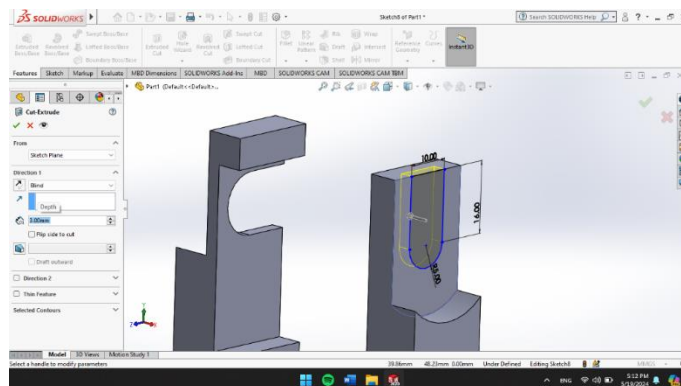 SOLIDWORKS
Sketch8 of Part1 *
Search SOLIDWORKS Help
Extruded Boss/Base
Revolved Boss/Base
Swept Boss/Base
Lofted Boss/Base
Boundary Boss/Base
Extruded Cut
Hole Wizard
Revolved Cut
Swept Cut
Lofted Cut
Boundary Cut
Fillet
Linear Pattern
Rib
Draft
Shell
Wrap
Intersect
Mirror
Reference Geometry
Curves
Instant3D
Features Sketch Markup Evaluate MBD Dimensions SOLIDWORKS Add-Ins MBD SOLIDWORKS CAM SOLIDWORKS CAM TBM
Part1 (Default<<Default>...
Cut-Extrude
From
Sketch Plane
Direction 1
Blind
Depth
3.00mm
Flip side to cut
Draft outward
Direction 2
Thin Feature
Selected Contours
10.00
16.00
R5.00
Y
Z
X
Model 3D Views Motion Study 1
Select a handle to modify parameters
39.86mm 48.23mm 0.00mm Under Defined Editing Sketch8 MMGS
ENG
5:12 PM
5/19/2024